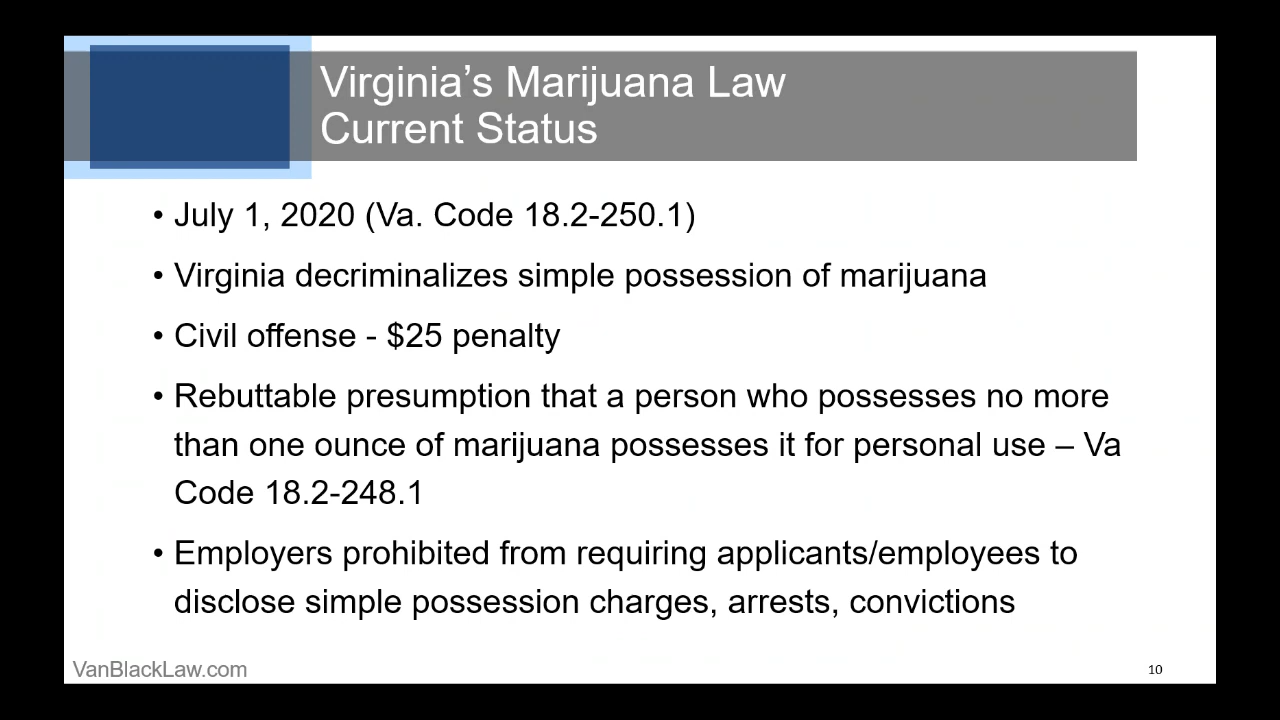 Virginia’s Marijuana Law
Current Status
• July 1, 2020 (Va. Code 18.2-250.1)
• Virginia decriminalizes simple possession of marijuana
• Civil offense - $25 penalty
• Rebuttable presumption that a person who possesses no more
than one ounce of marijuana possesses it for personal use – Va
Code 18.2-248.1
• Employers prohibited from requiring applicants/employees to
disclose simple possession charges, arrests, convictions
VanBlackLaw.com
10